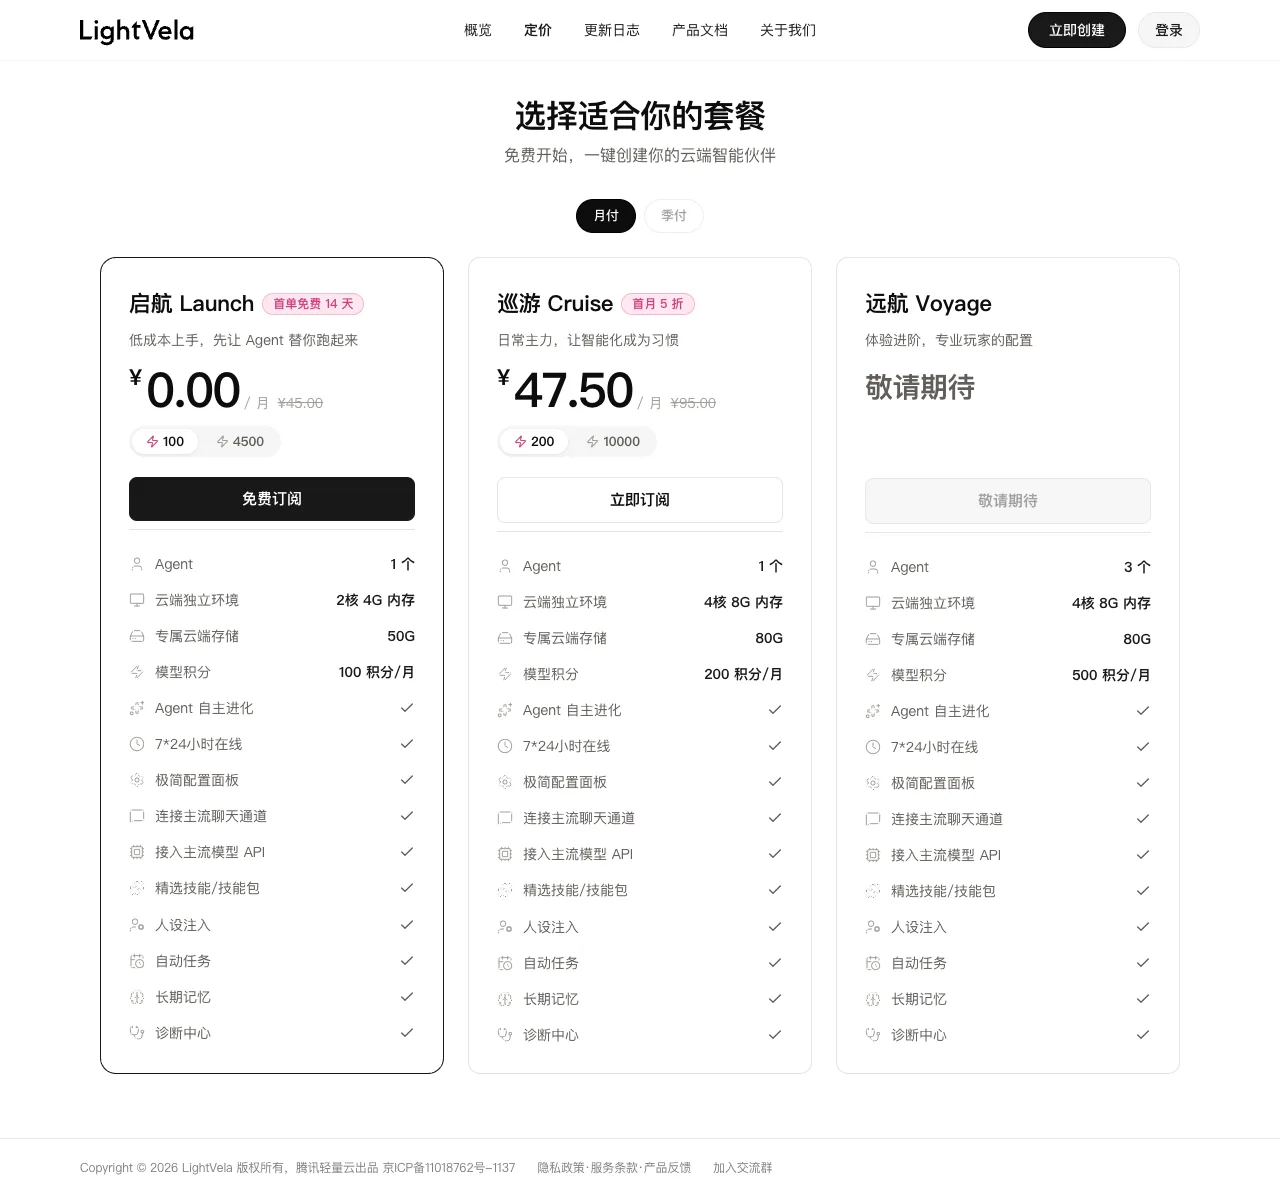 LightVela 概览 定价 更新日志 产品文档 关于我们 立即创建 登录
选择适合你的套餐
免费开始，一键创建你的云端智能伙伴
月付 季付
启航 Launch 首单免费 14 天
低成本上手，先让 Agent 替你跑起来
¥0.00 / 月 ¥45.00
100 4500
免费订阅
Agent 1 个
云端独立环境 2核 4G 内存
专属云端存储 50G
模型积分 100 积分/月
Agent 自主进化
7*24小时在线
极简配置面板
连接主流聊天通道
接入主流模型 API
精选技能/技能包
人设注入
自动任务
长期记忆
诊断中心
巡游 Cruise 首月 5 折
日常主力，让智能化成为习惯
¥47.50 / 月 ¥95.00
200 10000
立即订阅
Agent 1 个
云端独立环境 4核 8G 内存
专属云端存储 80G
模型积分 200 积分/月
Agent 自主进化
7*24小时在线
极简配置面板
连接主流聊天通道
接入主流模型 API
精选技能/技能包
人设注入
自动任务
长期记忆
诊断中心
远航 Voyage
体验进阶，专业玩家的配置
敬请期待
敬请期待
Agent 3 个
云端独立环境 4核 8G 内存
专属云端存储 80G
模型积分 500 积分/月
Agent 自主进化
7*24小时在线
极简配置面板
连接主流聊天通道
接入主流模型 API
精选技能/技能包
人设注入
自动任务
长期记忆
诊断中心
Copyright © 2026 LightVela 版权所有，腾讯轻量云出品 京ICP备11018762号-1137 隐私政策·服务条款·产品反馈 加入交流群